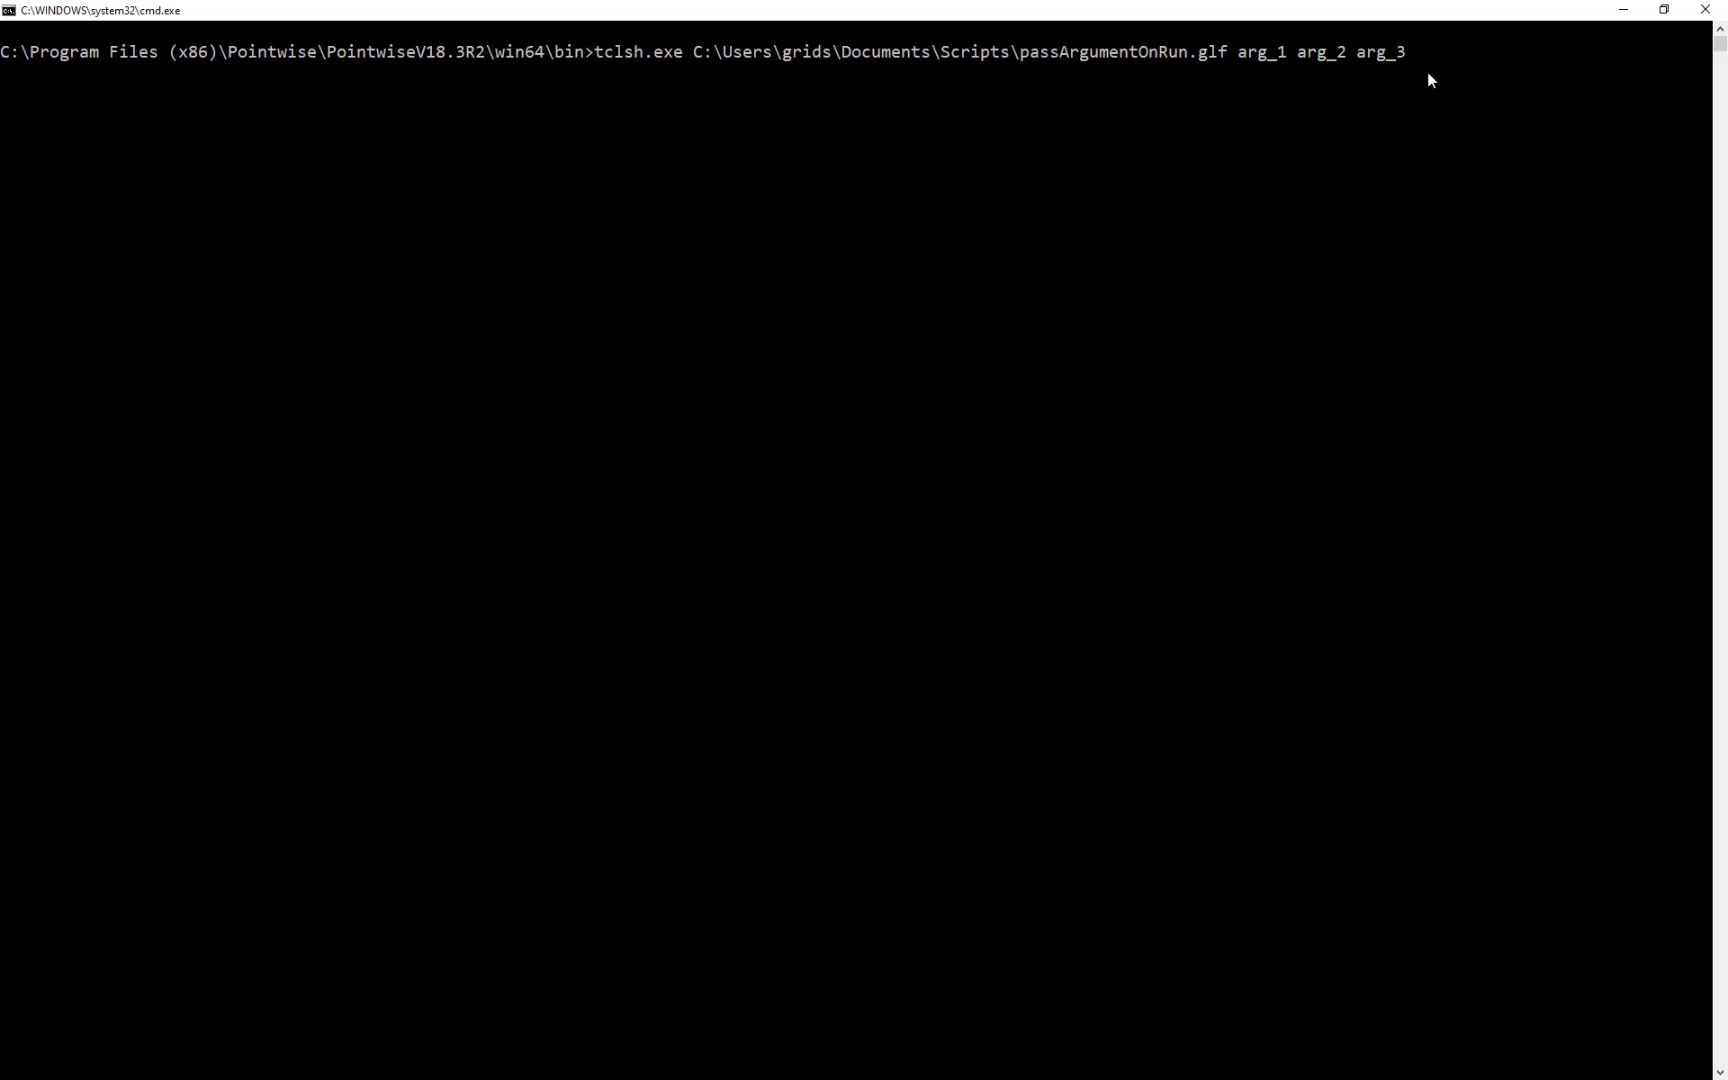 C:\WINDOWS\system32\cmd.exe
C:\Program Files (x86)\Pointwise\PointwiseV18.3R2\win64\bin>tclsh.exe C:\Users\grids\Documents\Scripts\passArgumentOnRun.glf arg_1 arg_2 arg_3